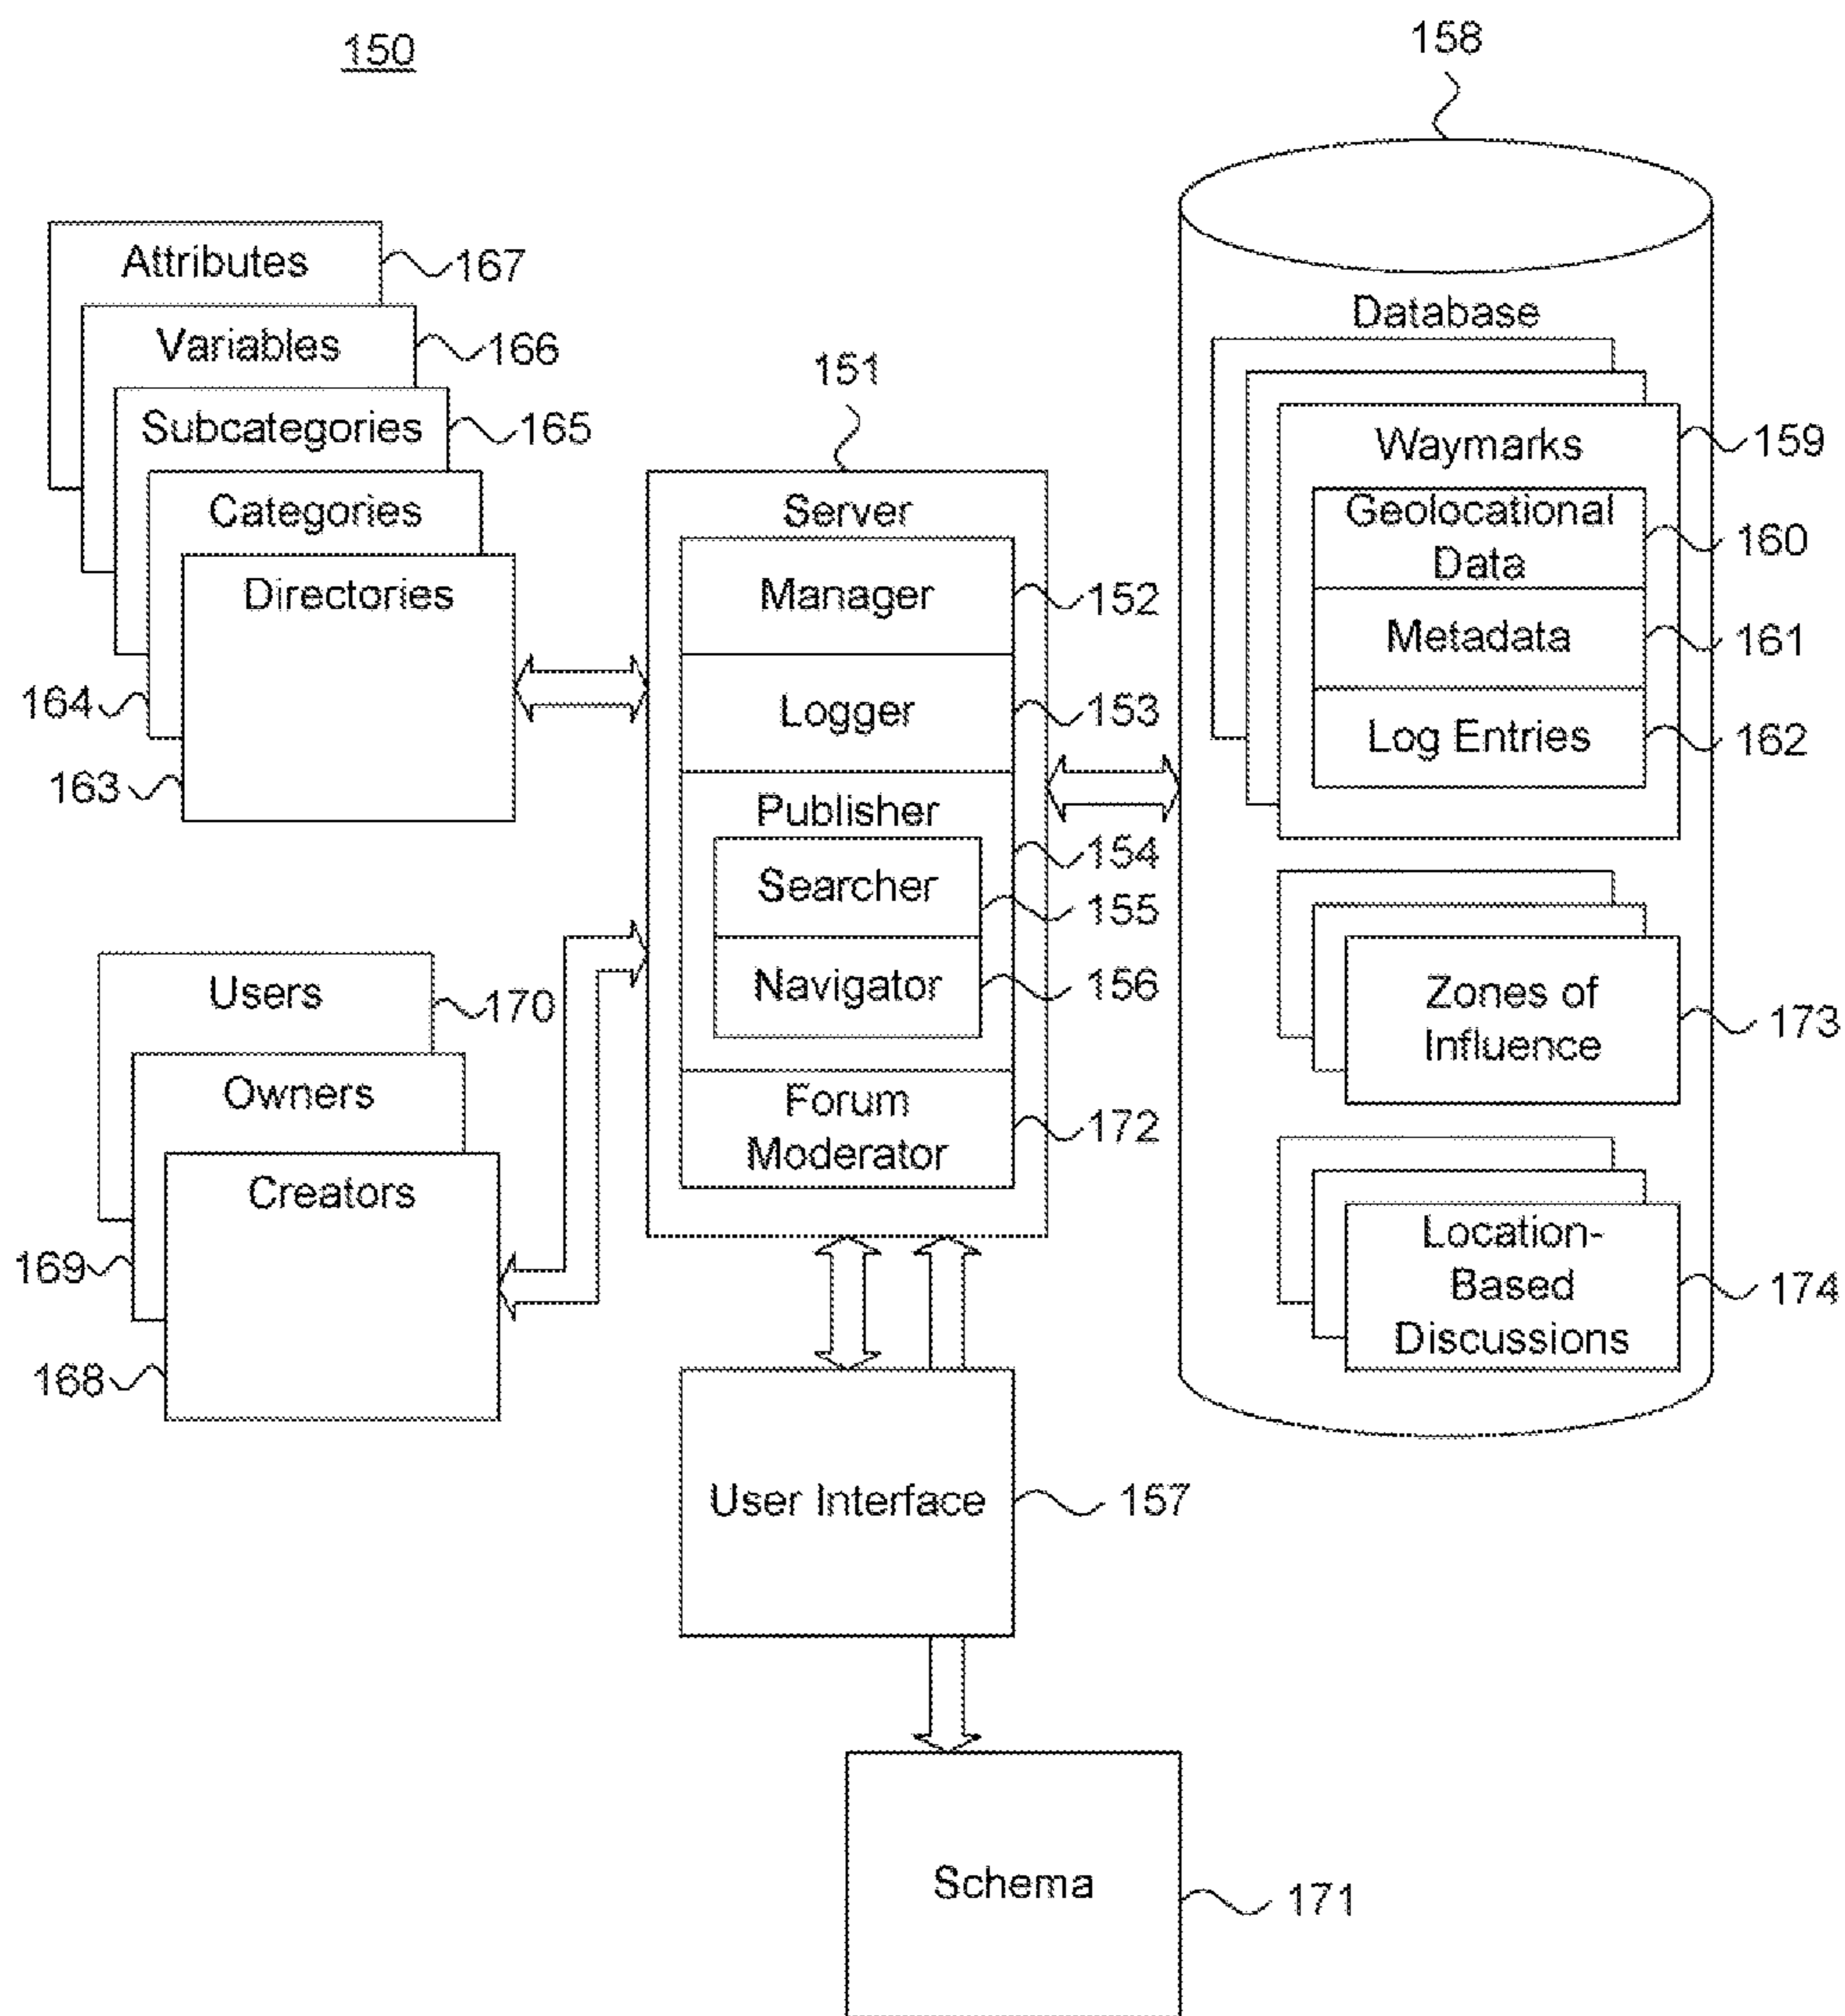 150
158
Attributes
167
Variables
166
Subcategories
165
Categories
164
Directories
163
151
Server
Manager
152
Logger
153
Publisher
154
Searcher
155
Navigator
156
Forum
Moderator
172
Database
Waymarks
159
Geolocational
Data
160
Metadata
161
Log Entries
162
Zones of
Influence
173
Location-
Based
Discussions
174
Users
170
Owners
169
Creators
168
User Interface
157
Schema
171